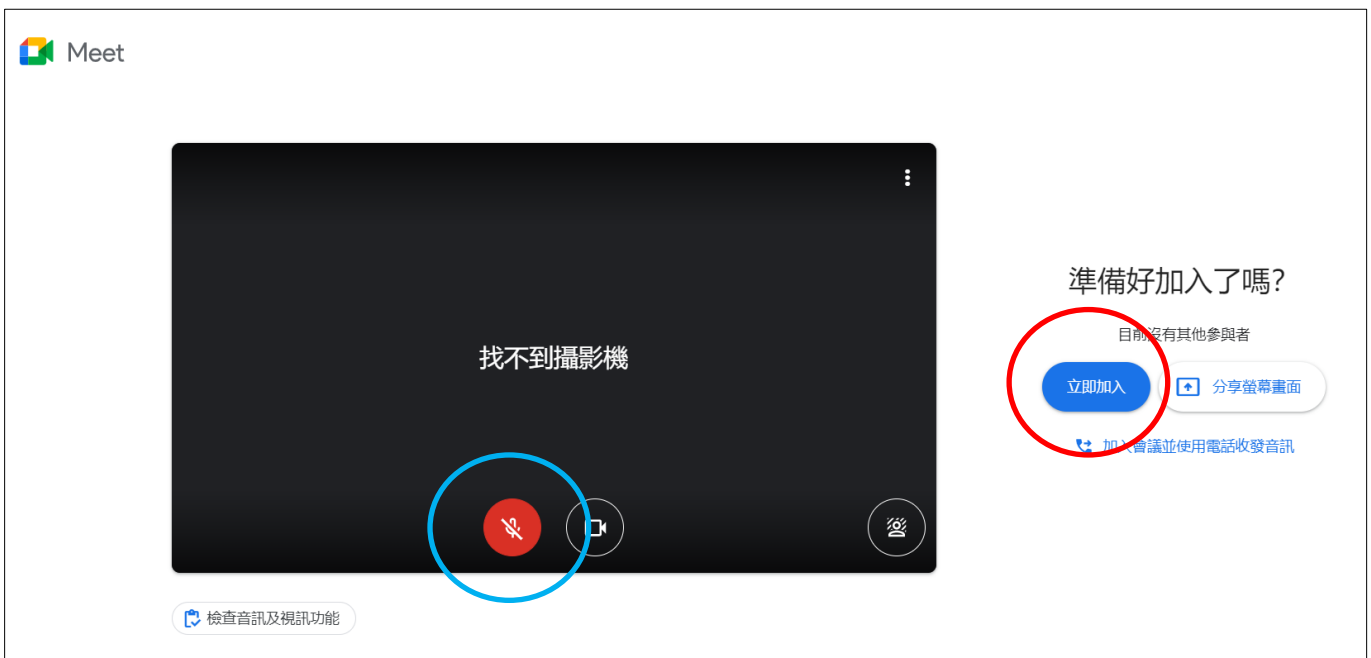 Meet
找不到攝影機
檢查音訊及視訊功能
準備好加入了嗎?
目前沒有其他參與者
立即加入
分享螢幕畫面
加入會議並使用電話收發音訊